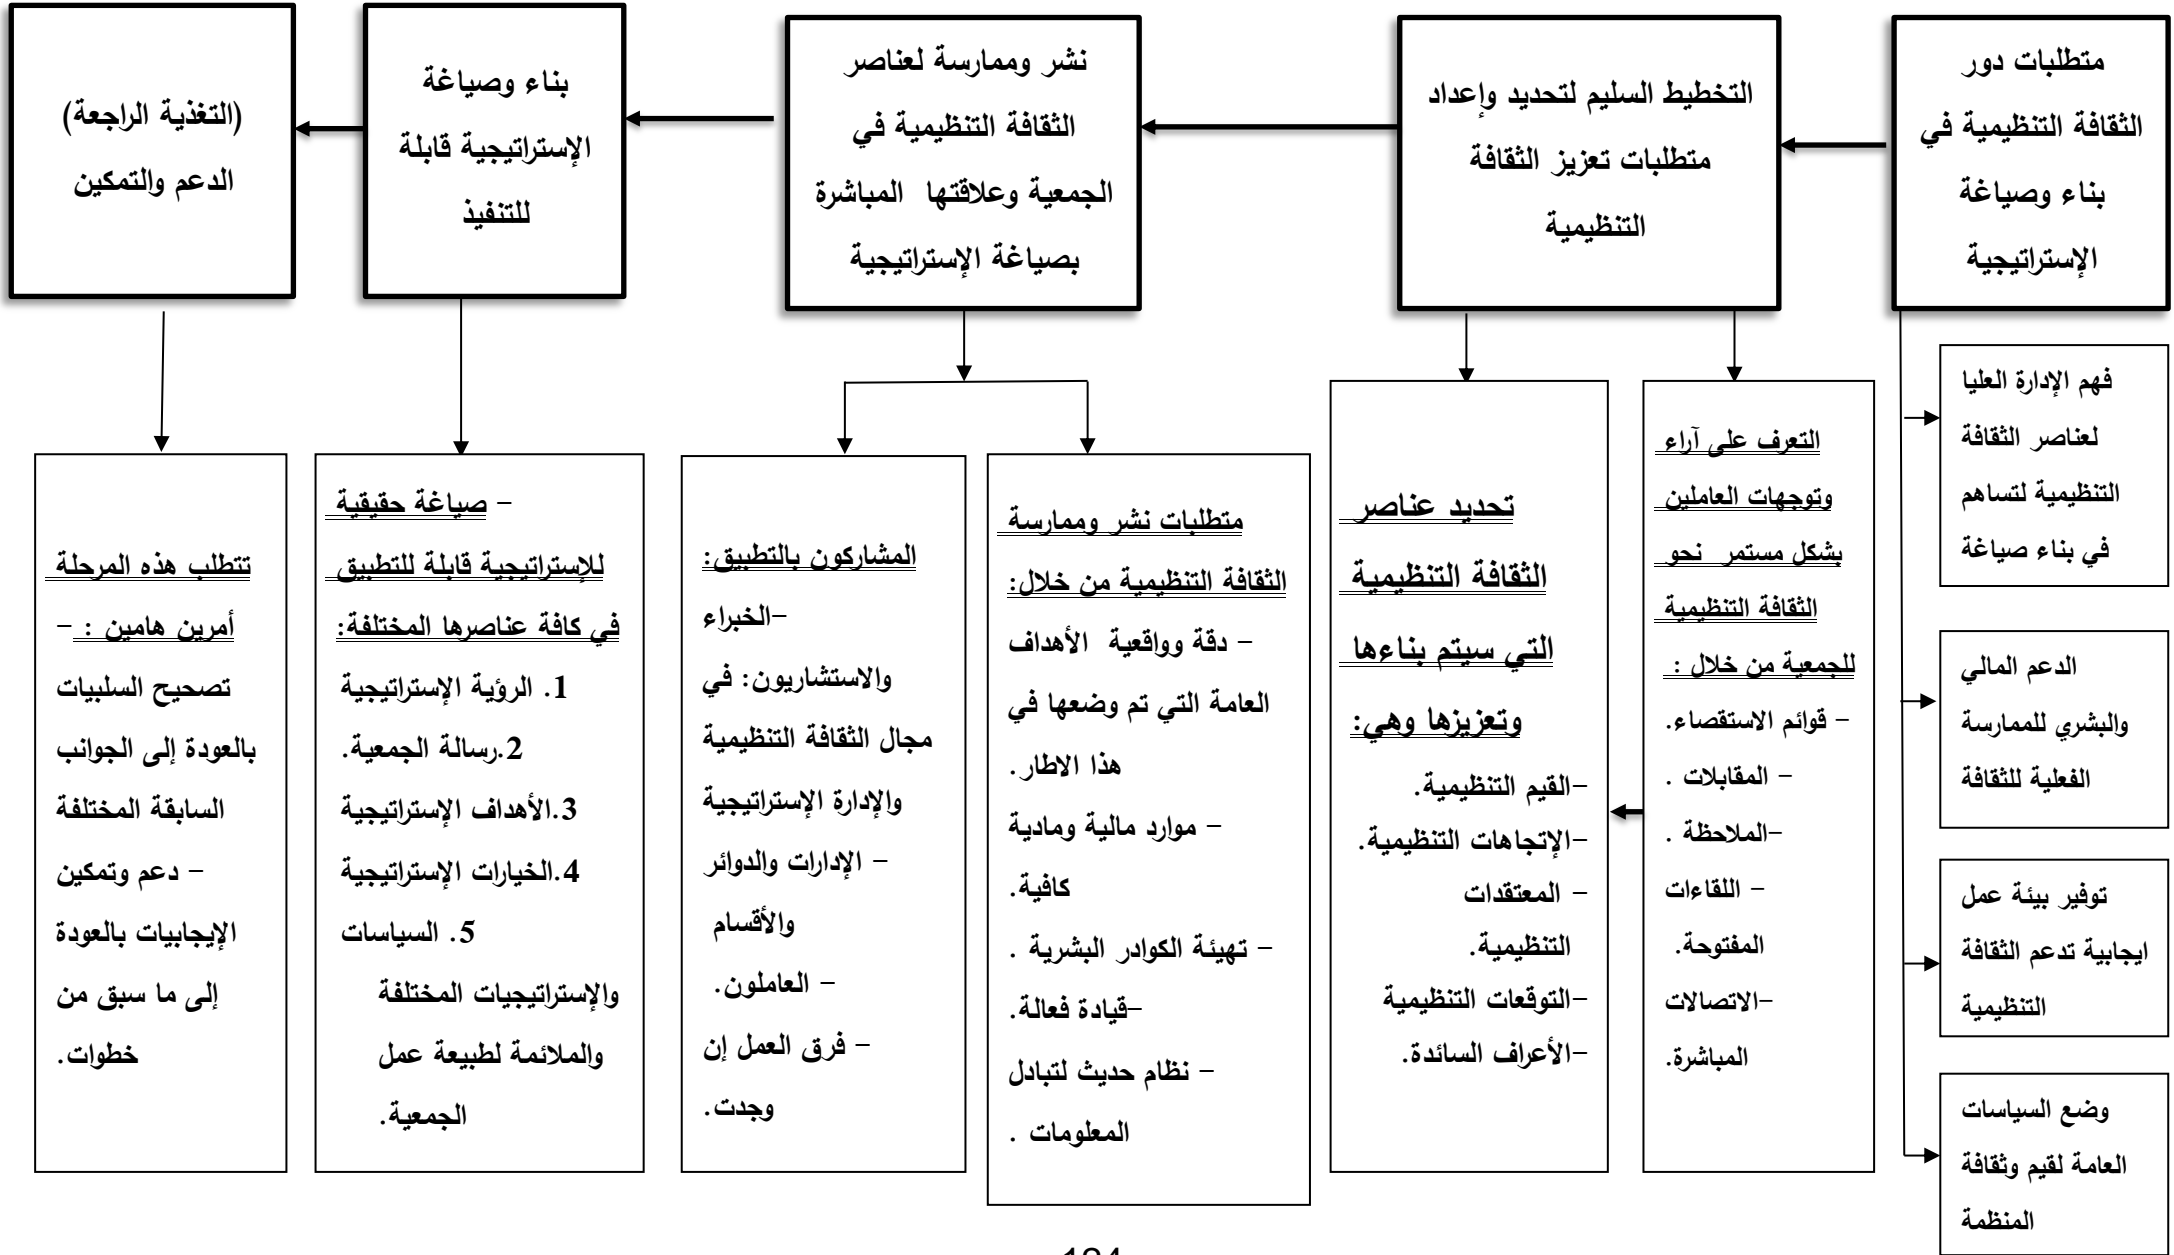 متطلبات دور
الثقافة التنظيمية في
بناء وصياغة
الإستراتيجية
التخطيط السليم لتحديد وإعداد
متطلبات تعزيز الثقافة
التنظيمية
نشر وممارسة لعناصر
الثقافة التنظيمية في
الجمعية وعلاقتها المباشرة
بصياغة الإستراتيجية
بناء وصياغة
الإستراتيجية قابلة
للتنفيذ
(التغذية الراجعة)
الدعم والتمكين
فهم الإدارة العليا
لعناصر الثقافة
التنظيمية لتساهم
في بناء صياغة
الدعم المالي
والبشري للممارسة
الفعلية للثقافة
توفير بيئة عمل
ايجابية تدعم الثقافة
التنظيمية
وضع السياسات
العامة لقيم وثقافة
المنظمة
التعرف على آراء
وتوجهات العاملين
بشكل مستمر نحو
الثقافة التنظيمية
للجمعية من خلال :
- قوائم الاستقصاء.
- المقابلات .
-الملاحظة .
- اللقاءات
المفتوحة.
-الاتصالات
المباشرة.
تحديد عناصر
الثقافة التنظيمية
التي سيتم بناءها
وتعزيزها وهي:
-القيم التنظيمية.
-الإتجاهات التنظيمية.
- المعتقدات
التنظيمية.
-التوقعات التنظيمية
-الأعراف السائدة.
متطلبات نشر وممارسة
الثقافة التنظيمية من خلال:
- دقة وواقعية الأهداف
العامة التي تم وضعها في
هذا الاطار.
- موارد مالية ومادية
كافية.
- تهيئة الكوادر البشرية .
-قيادة فعالة.
- نظام حديث لتبادل
المعلومات .
المشاركون بالتطبيق:
-الخبراء
والاستشاريون: في
مجال الثقافة التنظيمية
والإدارة الإستراتيجية
- الإدارات والدوائر
والأقسام
- العاملون.
- فرق العمل إن
وجدت.
- صياغة حقيقية
للإستراتيجية قابلة للتطبيق
في كافة عناصرها المختلفة:
1. الرؤية الإستراتيجية
2.رسالة الجمعية.
3.الأهداف الإستراتيجية
4.الخيارات الإستراتيجية
5. السياسات
والإستراتيجيات المختلفة
والملائمة لطبيعة عمل
الجمعية.
تتطلب هذه المرحلة
أمرين هامين : -
تصحيح السلبيات
بالعودة إلى الجوانب
السابقة المختلفة
- دعم وتمكين
الإيجابيات بالعودة
إلى ما سبق من
خطوات.